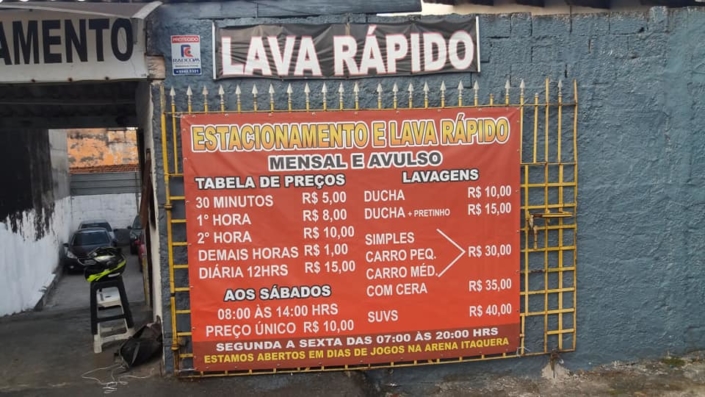 AMENTO
PROTEGIDO
LAVA RÁPIDO
ESTACIONAMENTO E LAVA RÁPIDO
MENSAL E AVULSO
TABELA DE PREÇOS
30 MINUTOS R$ 5,00
1° HORA R$ 8,00
2° HORA R$ 10,00
DEMAIS HORAS R$ 1,00
DIÁRIA 12HRS R$ 15,00
AOS SÁBADOS
08:00 ÀS 14:00 HRS
PREÇO ÚNICO R$ 10,00
LAVAGENS
DUCHA R$ 10,00
DUCHA + PRETINHO R$ 15,00
SIMPLES
CARRO PEQ. R$ 30,00
CARRO MÉD.
COM CERA R$ 35,00
SUVS R$ 40,00
SEGUNDA A SEXTA DAS 07:00 ÀS 20:00 HRS
ESTAMOS ABERTOS EM DIAS DE JOGOS NA ARENA ITAQUERA